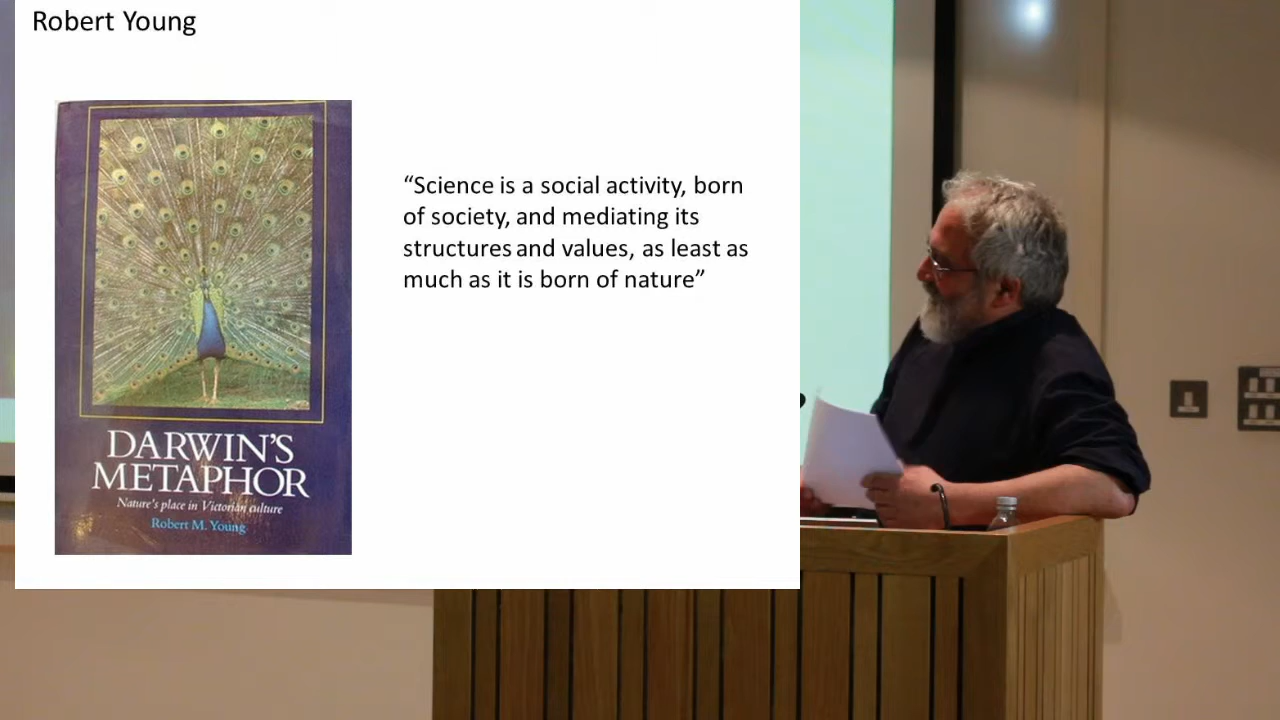 Robert Young
“Science is a social activity, born
of society, and mediating its
structures and values, as least as
much as it is born of nature”
DARWIN'S
METAPHOR
Nature's place in Victorian culture
Robert M. Young